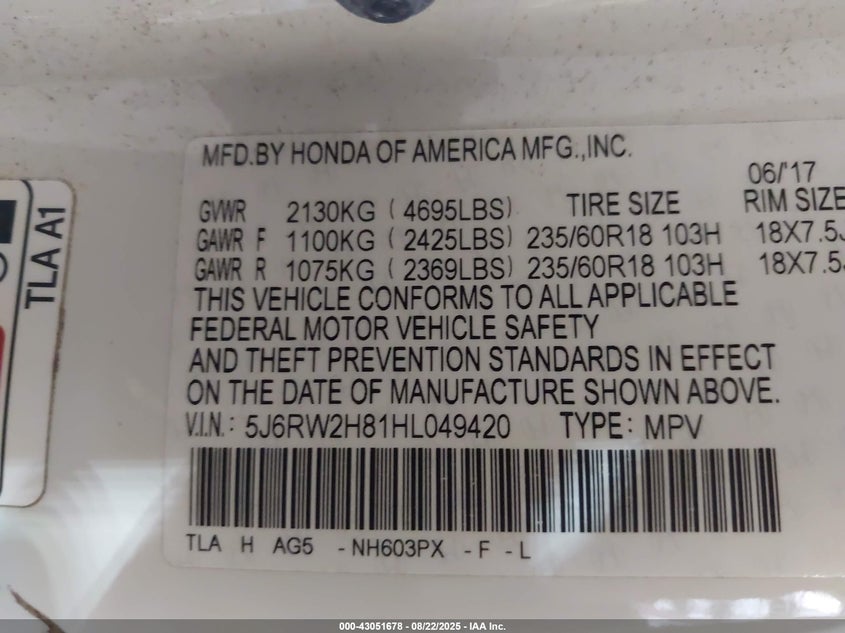 MFD.BY HONDA OF AMERICA MFG.,INC.
06/'17
GVWR 2130KG ( 4695LBS) TIRE SIZE RIM SIZE
GAWR F 1100KG ( 2425LBS) 235/60R18 103H 18X7.5J
GAWR R 1075KG ( 2369LBS) 235/60R18 103H 18X7.5J
THIS VEHICLE CONFORMS TO ALL APPLICABLE
FEDERAL MOTOR VEHICLE SAFETY
AND THEFT PREVENTION STANDARDS IN EFFECT
ON THE DATE OF MANUFACTURE SHOWN ABOVE.
V.I.N.: 5J6RW2H81HL049420 TYPE: MPV
TLA H AG5 -NH603PX -F -L
TLA A1
000-43051678 - 08/22/2025 - IAA Inc.